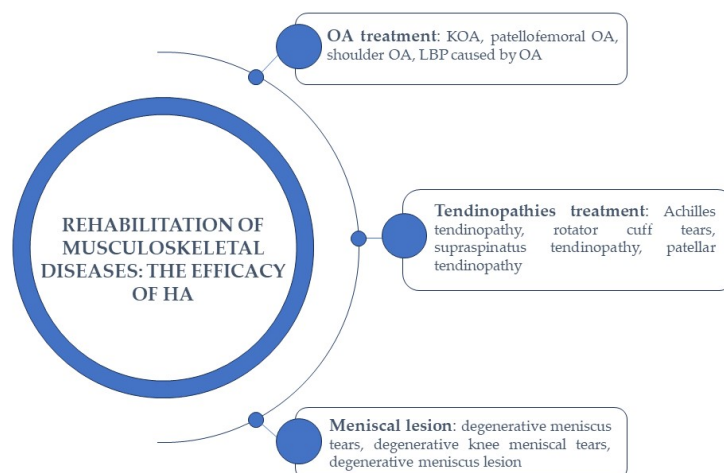 OA treatment: KOA, patellofemoral OA,
shoulder OA, LBP caused by OA
REHABILITATION OF
MUSCULOSKELETAL
DISEASES: THE EFFICACY
OF HA
Tendinopathies treatment: Achilles
tendinopathy, rotator cuff tears,
supraspinatus tendinopathy, patellar
tendinopathy
Meniscal lesion: degenerative meniscus
tears, degenerative knee meniscal tears,
degenerative meniscus lesion